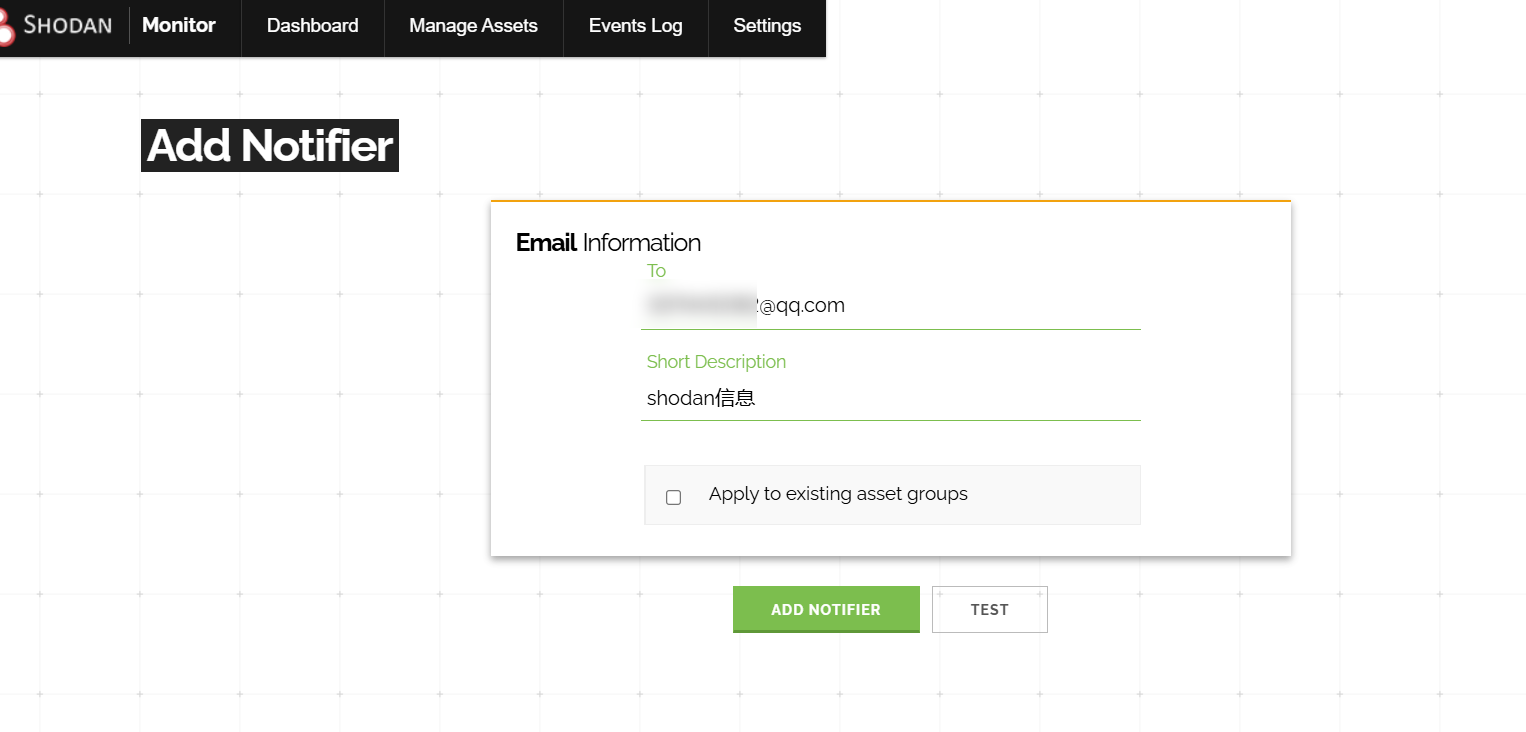 SHODAN Monitor Dashboard Manage Assets Events Log Settings
Add Notifier
Email Information
To
@qq.com
Short Description
shodan信息
Apply to existing asset groups
ADD NOTIFIER TEST